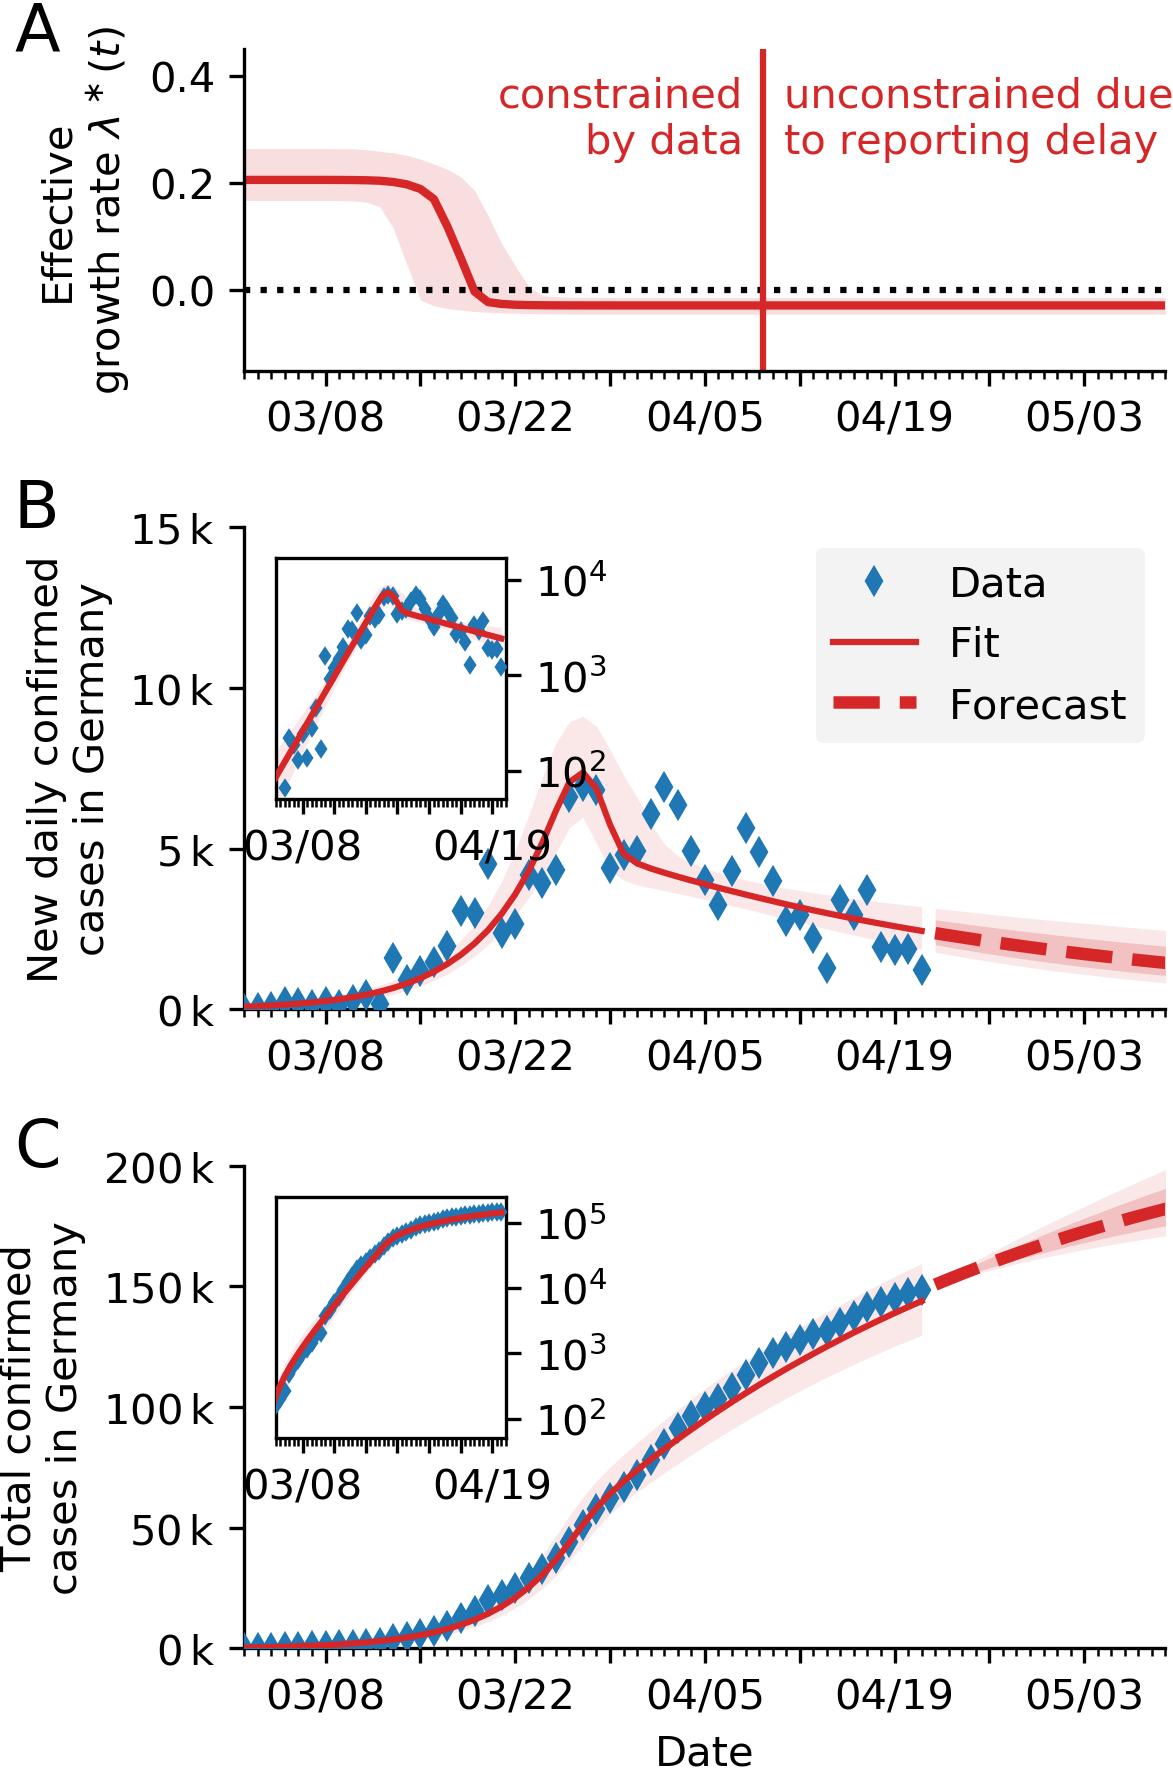 A
Effective
growth rate λ * (t)
0.4
0.2
0.0
constrained
by data
unconstrained due
to reporting delay
03/08 03/22 04/05 04/19 05/03
B
New daily confirmed
cases in Germany
15 k
10 k
5 k
0 k
10⁴
10³
10²
03/08 04/19
Data
Fit
Forecast
03/08 03/22 04/05 04/19 05/03
C
Total confirmed
cases in Germany
200 k
150 k
100 k
50 k
0 k
10⁵
10⁴
10³
10²
03/08 04/19
03/08 03/22 04/05 04/19 05/03
Date